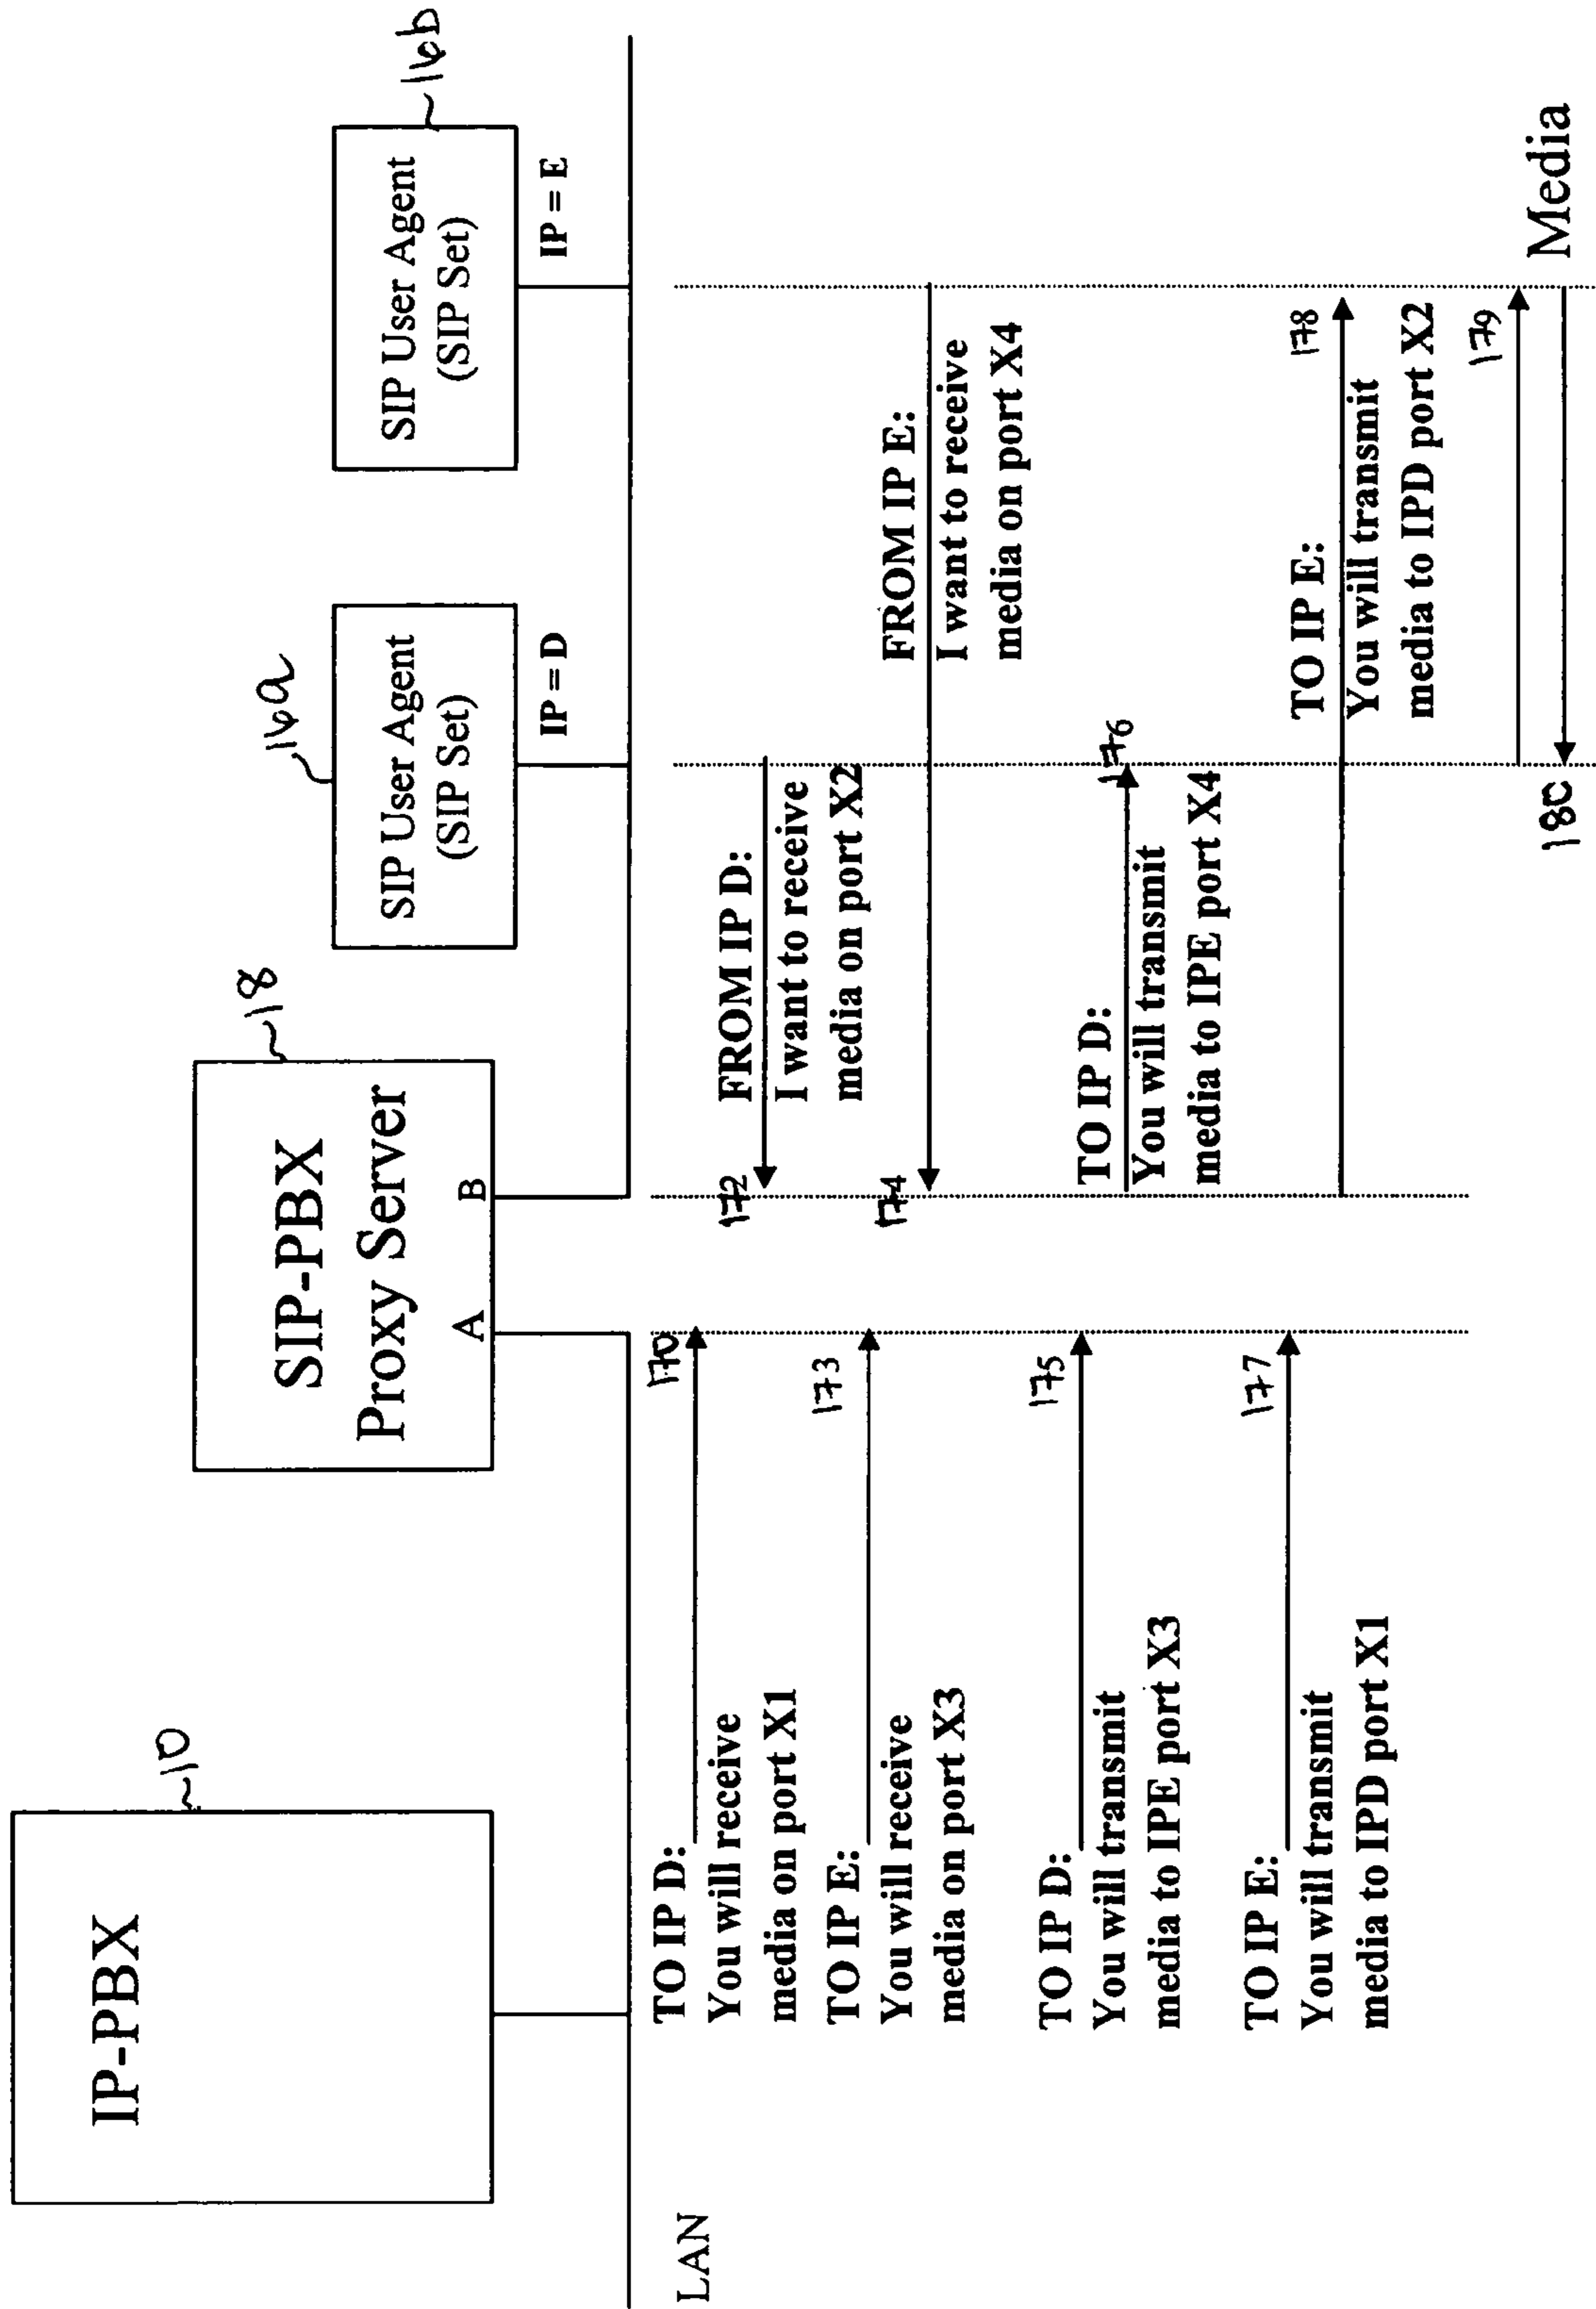 IP-PBX
~10
SIP-PBX
Proxy Server
~18
A
B
SIP User Agent
(SIP Set)
16a
IP = D
SIP User Agent
(SIP Set)
~16b
IP = E
LAN
TO IP D:
You will receive
media on port X1
170
FROM IP D:
I want to receive
media on port X2
172
TO IP E:
You will receive
media on port X3
173
FROM IP E:
I want to receive
media on port X4
174
TO IP D:
You will transmit
media to IPE port X3
175
TO IP D:
You will transmit
media to IPE port X4
176
TO IP E:
You will transmit
media to IPD port X1
177
TO IP E:
You will transmit
media to IPD port X2
178
179
180
Media